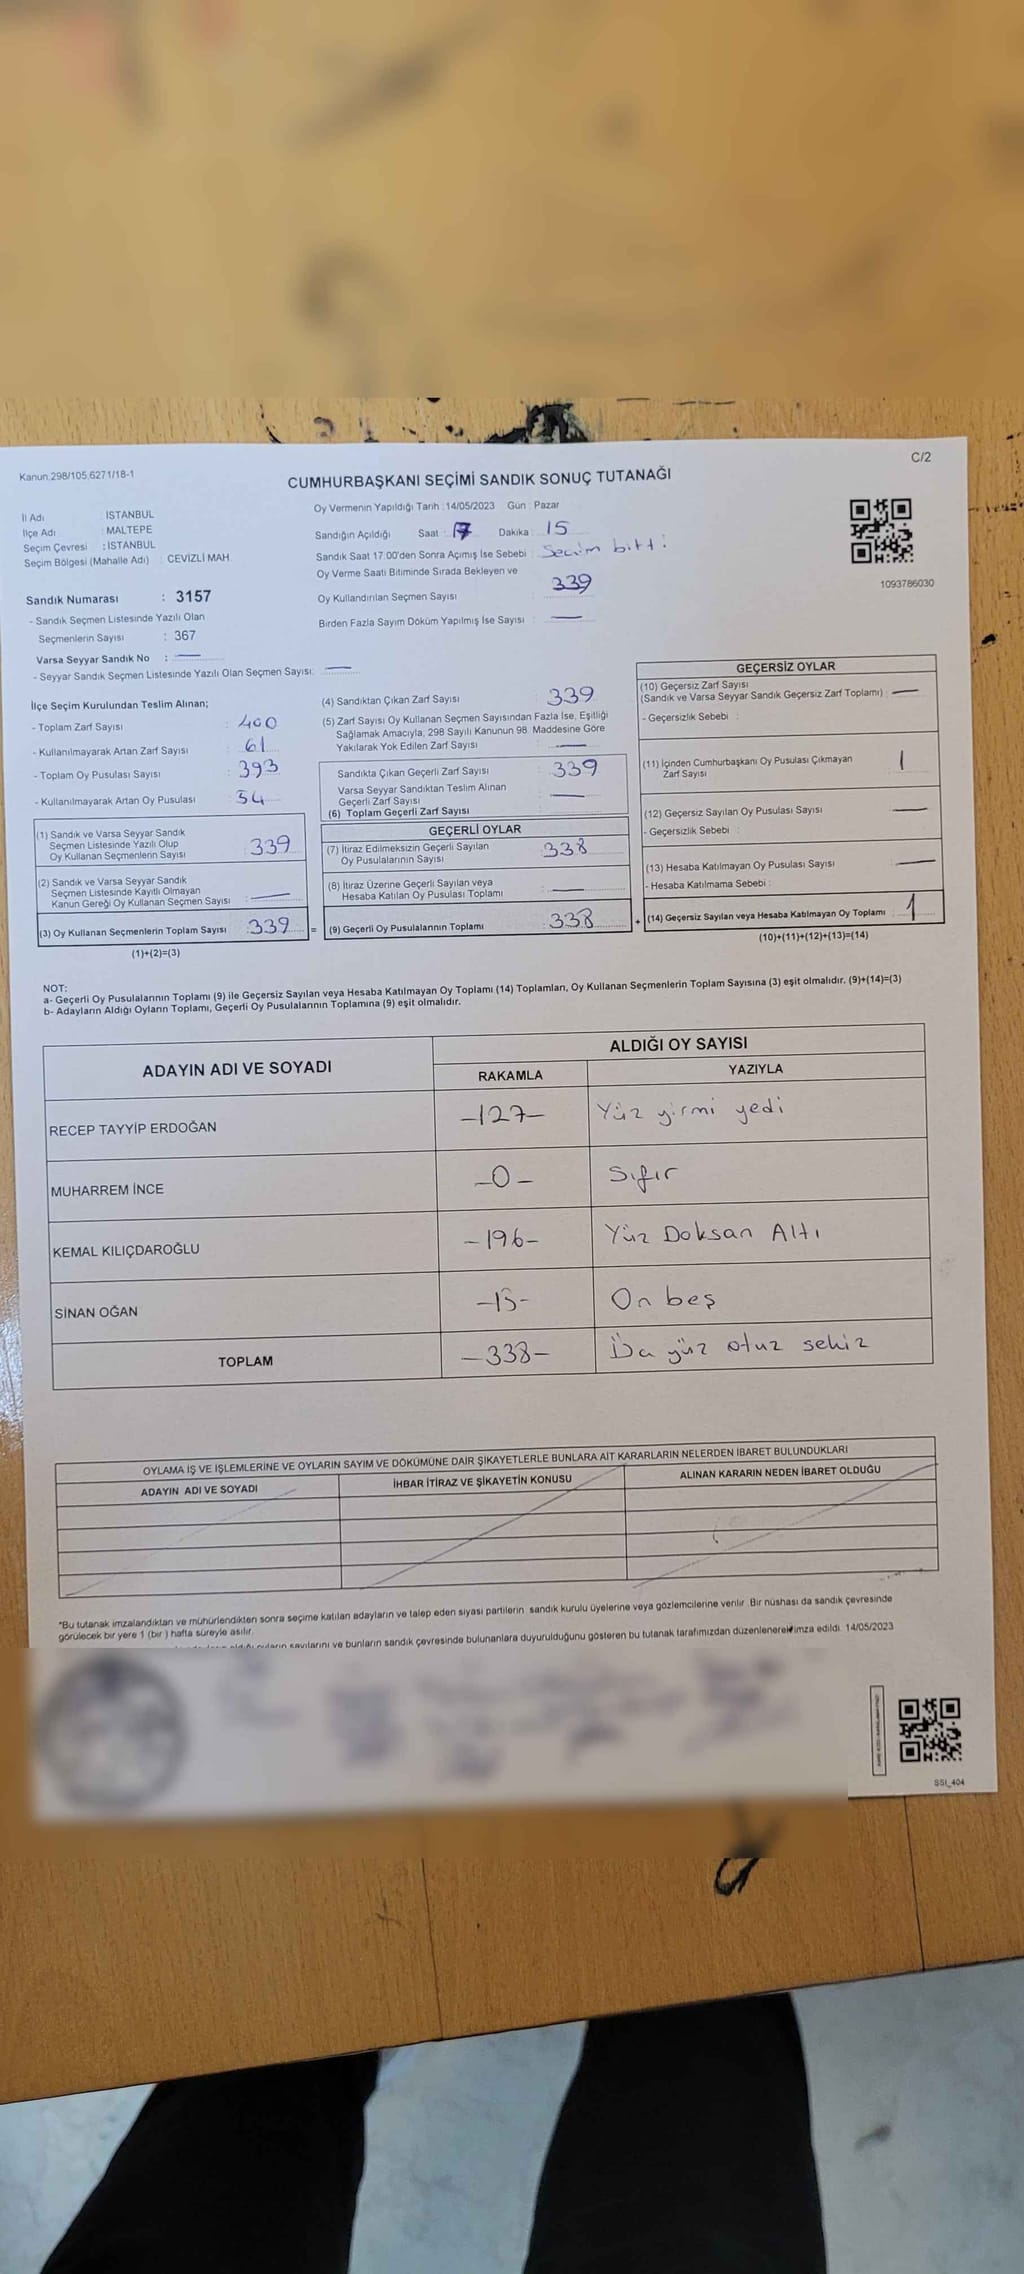 Kanun.298/105.6271/18-1
C/2
CUMHURBAŞKANI SEÇİMİ SANDIK SONUÇ TUTANAĞI
İl Adı : İSTANBUL
İlçe Adı : MALTEPE
Seçim Çevresi : İSTANBUL
Seçim Bölgesi (Mahalle Adı) : CEVİZLİ MAH.
Oy Vermenin Yapıldığı Tarih : 14/05/2023 Gün : Pazar
Sandığın Açıldığı Saat : 17 Dakika : 15
Sandık Saat 17.00'den Sonra Açımış İse Sebebi : Seçim bitti
Oy Verme Saati Bitiminde Sırada Bekleyen ve
Oy Kullandırılan Seçmen Sayısı : 339
Birden Fazla Sayım Döküm Yapılmış İse Sayısı : —
1093786030
Sandık Numarası : 3157
- Sandık Seçmen Listesinde Yazılı Olan
Seçmenlerin Sayısı : 367
Varsa Seyyar Sandık No : —
- Seyyar Sandık Seçmen Listesinde Yazılı Olan Seçmen Sayısı: —
İlçe Seçim Kurulundan Teslim Alınan;
- Toplam Zarf Sayısı : 400
- Kullanılmayarak Artan Zarf Sayısı : 61
- Toplam Oy Pusulası Sayısı : 393
- Kullanılmayarak Artan Oy Pusulası : 54
(1) Sandık ve Varsa Seyyar Sandık
Seçmen Listesinde Yazılı Olup
Oy Kullanan Seçmenlerin Sayısı : 339
(2) Sandık ve Varsa Seyyar Sandık
Seçmen Listesinde Kayıtlı Olmayan
Kanun Gereği Oy Kullanan Seçmen Sayısı : —
(3) Oy Kullanan Seçmenlerin Toplam Sayısı : 339 =
(1)+(2)=(3)
(4) Sandıktan Çıkan Zarf Sayısı : 339
(5) Zarf Sayısı Oy Kullanan Seçmen Sayısından Fazla İse, Eşitliği
Sağlamak Amacıyla, 298 Sayılı Kanunun 98. Maddesine Göre
Yakılarak Yok Edilen Zarf Sayısı : —
Sandıkta Çıkan Geçerli Zarf Sayısı : 339
Varsa Seyyar Sandıktan Teslim Alınan
Geçerli Zarf Sayısı : —
(6) Toplam Geçerli Zarf Sayısı
GEÇERLİ OYLAR
(7) İtiraz Edilmeksizin Geçerli Sayılan
Oy Pusulalarının Sayısı : 338
(8) İtiraz Üzerine Geçerli Sayılan veya
Hesaba Katılan Oy Pusulası Toplamı : —
(9) Geçerli Oy Pusulalarının Toplamı : 338 +
GEÇERSİZ OYLAR
(10) Geçersiz Zarf Sayısı
(Sandık ve Varsa Seyyar Sandık Geçersiz Zarf Toplamı) : —
- Geçersizlik Sebebi :
(11) İçinden Cumhurbaşkanı Oy Pusulası Çıkmayan
Zarf Sayısı : 1
(12) Geçersiz Sayılan Oy Pusulası Sayısı : —
- Geçersizlik Sebebi :
(13) Hesaba Katılmayan Oy Pusulası Sayısı : —
- Hesaba Katılmama Sebebi :
(14) Geçersiz Sayılan veya Hesaba Katılmayan Oy Toplamı : 1
(10)+(11)+(12)+(13)=(14)
NOT:
a- Geçerli Oy Pusulalarının Toplamı (9) ile Geçersiz Sayılan veya Hesaba Katılmayan Oy Toplamı (14) Toplamları, Oy Kullanan Seçmenlerin Toplam Sayısına (3) eşit olmalıdır. (9)+(14)=(3)
b- Adayların Aldığı Oyların Toplamı, Geçerli Oy Pusulalarının Toplamına (9) eşit olmalıdır.
ADAYIN ADI VE SOYADI
ALDIĞI OY SAYISI
RAKAMLA YAZIYLA
RECEP TAYYİP ERDOĞAN -127- Yüz yirmi yedi
MUHARREM İNCE -0- Sıfır
KEMAL KILIÇDAROĞLU -196- Yüz Doksan Altı
SİNAN OĞAN -15- On beş
TOPLAM -338- yüz otuz sekiz
OYLAMA İŞ VE İŞLEMLERİNE VE OYLARIN SAYIM VE DÖKÜMÜNE DAİR ŞİKAYETLERLE BUNLARA AİT KARARLARIN NELERDEN İBARET BULUNDUKLARI
ADAYIN ADI VE SOYADI İHBAR İTİRAZ VE ŞİKAYETİN KONUSU ALINAN KARARIN NEDEN İBARET OLDUĞU
*Bu tutanak imzalandıktan ve mühürlendikten sonra seçime katılan adayların ve talep eden siyasi partilerin sandık kurulu üyelerine veya gözlemcilerine verilir. Bir nüshası da sandık çevresinde
görülecek bir yere 1 (bir) hafta süreyle asılır.
sayılarını ve bunların sandık çevresinde bulunanlara duyurulduğunu gösteren bu tutanak tarafımızdan düzenlenerek imza edildi. 14/05/2023
SSI_404